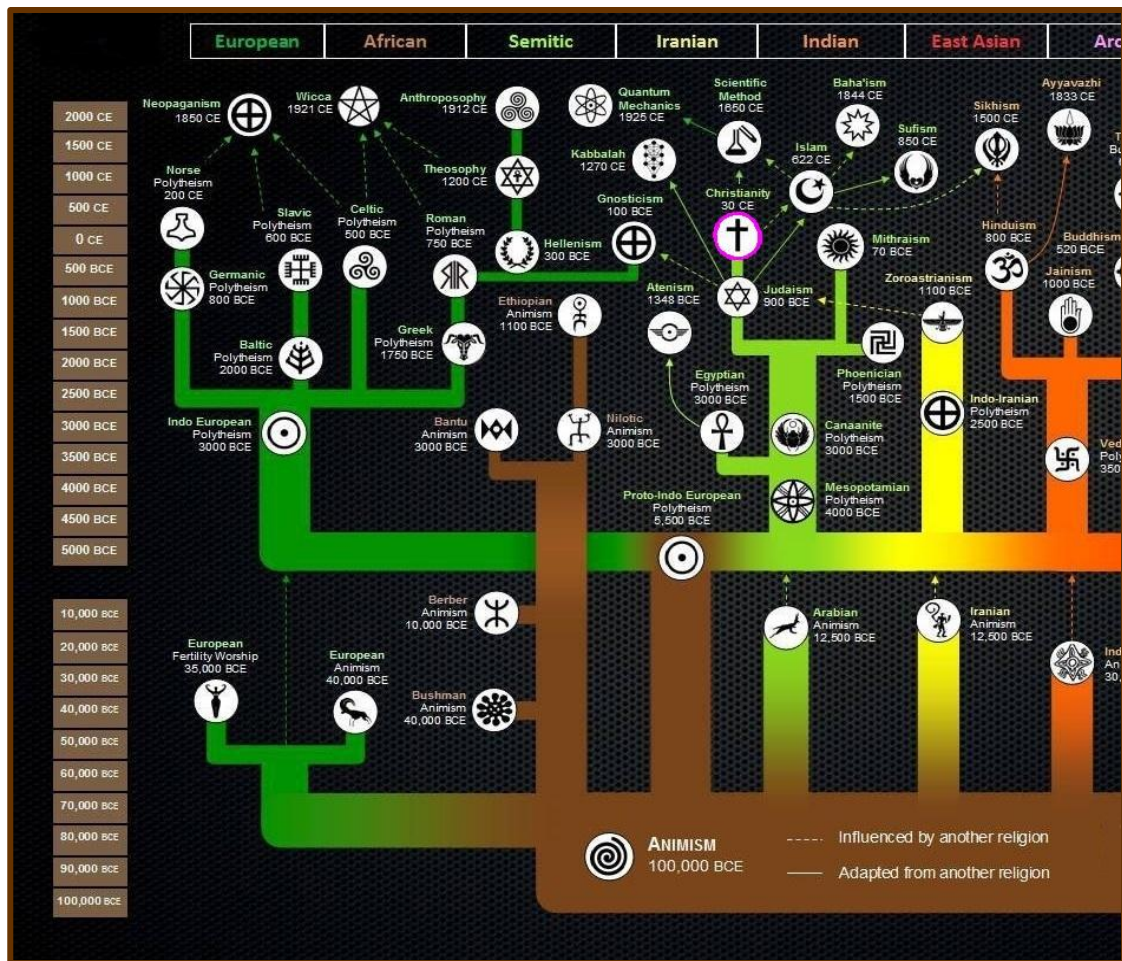 European
African
Semitic
Iranian
Indian
East Asian
2000 CE
1500 CE
1000 CE
500 CE
0 CE
500 BCE
1000 BCE
1500 BCE
2000 BCE
2500 BCE
3000 BCE
3500 BCE
4000 BCE
4500 BCE
5000 BCE
10,000 BCE
20,000 BCE
30,000 BCE
40,000 BCE
50,000 BCE
60,000 BCE
70,000 BCE
80,000 BCE
90,000 BCE
100,000 BCE
Neopaganism
1850 CE
Wicca
1921 CE
Anthroposophy
1912 CE
Quantum
Mechanics
1925 CE
Scientific
Method
1650 CE
Baha'ism
1844 CE
Ayyavazhi
1833 CE
Sikhism
1500 CE
Sufism
850 CE
Islam
622 CE
Kabbalah
1270 CE
Theosophy
1200 CE
Norse
Polytheism
200 CE
Slavic
Polytheism
600 BCE
Celtic
Polytheism
500 BCE
Roman
Polytheism
750 BCE
Hellenism
300 BCE
Gnosticism
100 BCE
Christianity
30 CE
Mithraism
70 BCE
Hinduism
800 BCE
Buddhism
520 BCE
Germanic
Polytheism
800 BCE
Ethiopian
Animism
1100 BCE
Atenism
1348 BCE
Judaism
900 BCE
Zoroastrianism
1100 BCE
Jainism
1000 BCE
Baltic
Polytheism
2000 BCE
Greek
Polytheism
1750 BCE
Egyptian
Polytheism
3000 BCE
Phoenician
Polytheism
1500 BCE
Indo European
Polytheism
3000 BCE
Bantu
Animism
3000 BCE
Nilotic
Animism
3000 BCE
Canaanite
Polytheism
3000 BCE
Indo-Iranian
Polytheism
2500 BCE
Proto-Indo European
Polytheism
5,500 BCE
Mesopotamian
Polytheism
4000 BCE
Berber
Animism
10,000 BCE
Arabian
Animism
12,500 BCE
Iranian
Animism
12,500 BCE
European
Fertility Worship
35,000 BCE
European
Animism
40,000 BCE
Bushman
Animism
40,000 BCE
ANIMISM
100,000 BCE
Influenced by another religion
Adapted from another religion